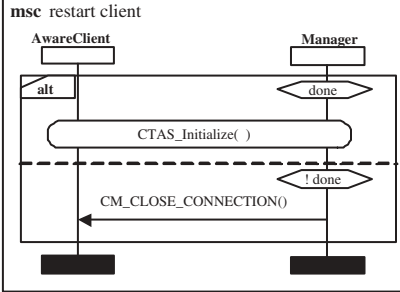 msc restart client
AwareClient Manager
alt done
CTAS_Initialize( )
! done
CM_CLOSE_CONNECTION()